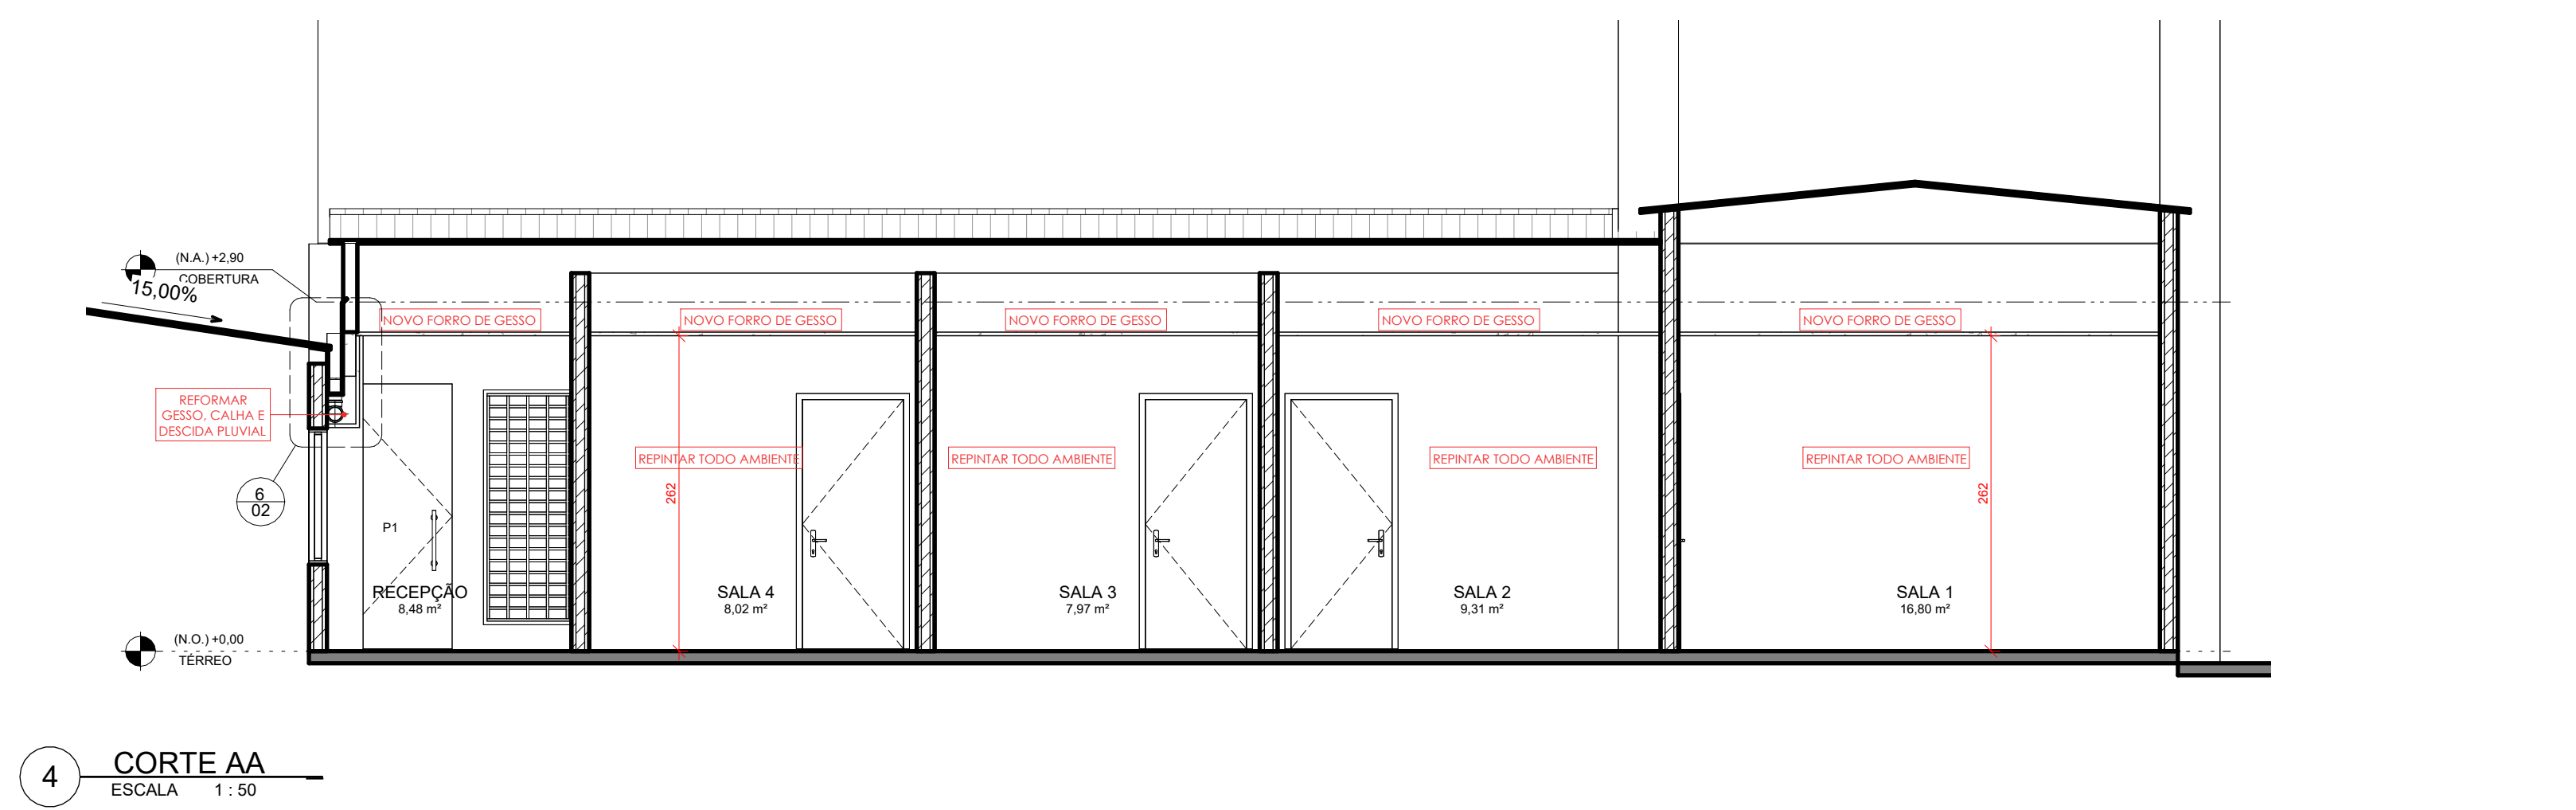 (N.A.) +2,90
COBERTURA
15,00%
NOVO FORRO DE GESSO
NOVO FORRO DE GESSO
NOVO FORRO DE GESSO
NOVO FORRO DE GESSO
NOVO FORRO DE GESSO
REFORMAR
GESSO, CALHA E
DESCIDA PLUVIAL
REPINTAR TODO AMBIENTE
REPINTAR TODO AMBIENTE
REPINTAR TODO AMBIENTE
REPINTAR TODO AMBIENTE
262
262
6
02
P1
RECEPÇÃO
8,48 m²
SALA 4
8,02 m²
SALA 3
7,97 m²
SALA 2
9,31 m²
SALA 1
16,80 m²
(N.O.) +0,00
TÉRREO
4
CORTE AA
ESCALA 1 : 50